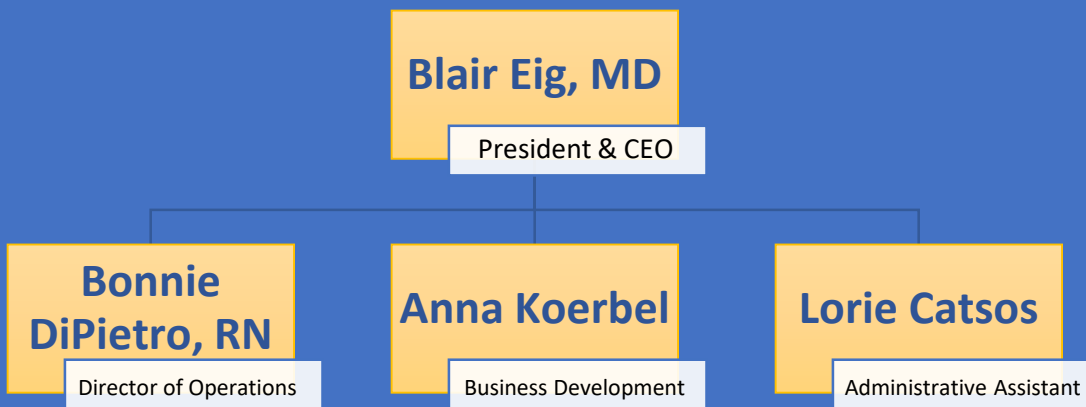 Blair Eig, MD
President & CEO
Bonnie
DiPietro, RN
Director of Operations
Anna Koerbel
Business Development
Lorie Catsos
Administrative Assistant